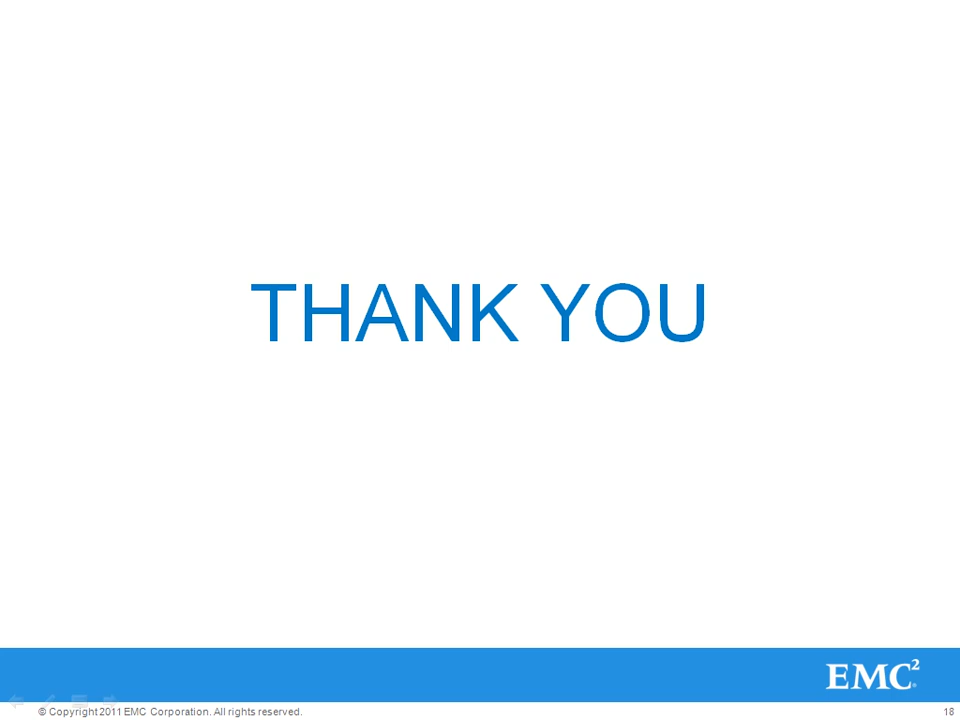 THANK YOU
EMC²
© Copyright 2011 EMC Corporation. All rights reserved.
18